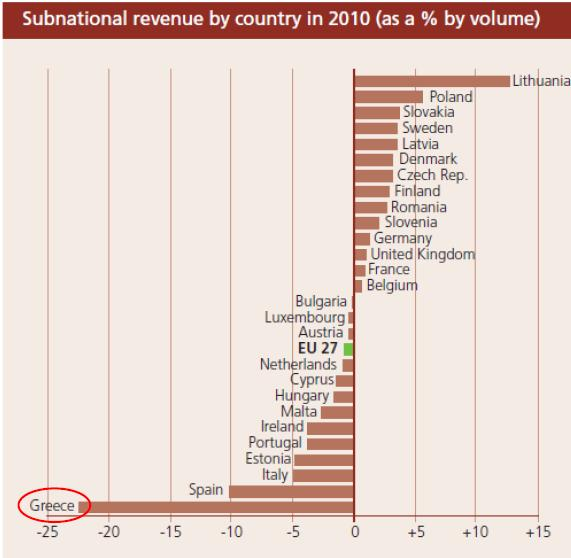 Subnational revenue by country in 2010 (as a % by volume)
Lithuania
Poland
Slovakia
Sweden
Latvia
Denmark
Czech Rep.
Finland
Romania
Slovenia
Germany
United Kingdom
France
Belgium
Bulgaria
Luxembourg
Austria
EU 27
Netherlands
Cyprus
Hungary
Malta
Ireland
Portugal
Estonia
Italy
Spain
Greece
-25 -20 -15 -10 -5 0 +5 +10 +15